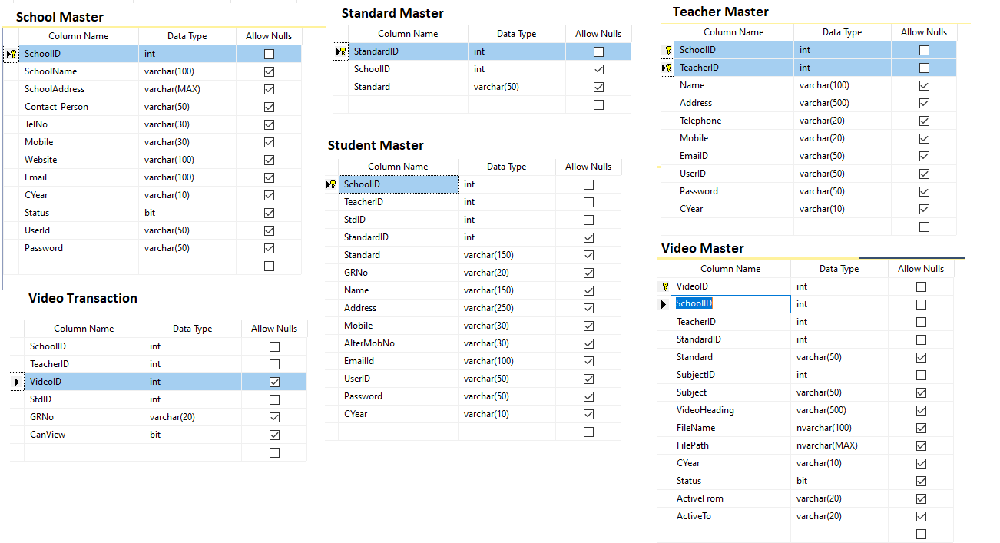 School Master
Column Name Data Type Allow Nulls
SchoolID int
SchoolName varchar(100)
SchoolAddress varchar(MAX)
Contact_Person varchar(50)
TelNo varchar(30)
Mobile varchar(30)
Website varchar(100)
Email varchar(100)
CYear varchar(10)
Status bit
UserId varchar(50)
Password varchar(50)
Video Transaction
Column Name Data Type Allow Nulls
SchoolID int
TeacherID int
VideoID int
StdID int
GRNo varchar(20)
CanView bit
Standard Master
Column Name Data Type Allow Nulls
StandardID int
SchoolID int
Standard varchar(50)
Student Master
Column Name Data Type Allow Nulls
SchoolID int
TeacherID int
StdID int
StandardID int
Standard varchar(150)
GRNo varchar(20)
Name varchar(150)
Address varchar(250)
Mobile varchar(30)
AlterMobNo varchar(30)
EmailId varchar(100)
UserID varchar(50)
Password varchar(50)
CYear varchar(10)
Teacher Master
Column Name Data Type Allow Nulls
SchoolID int
TeacherID int
Name varchar(100)
Address varchar(500)
Telephone varchar(20)
Mobile varchar(20)
EmailID varchar(50)
UserID varchar(50)
Password varchar(50)
CYear varchar(10)
Video Master
Column Name Data Type Allow Nulls
VideoID int
SchoolID int
TeacherID int
StandardID int
Standard varchar(50)
SubjectID int
Subject varchar(50)
VideoHeading varchar(500)
FileName nvarchar(100)
FilePath nvarchar(MAX)
CYear varchar(10)
Status bit
ActiveFrom varchar(20)
ActiveTo varchar(20)